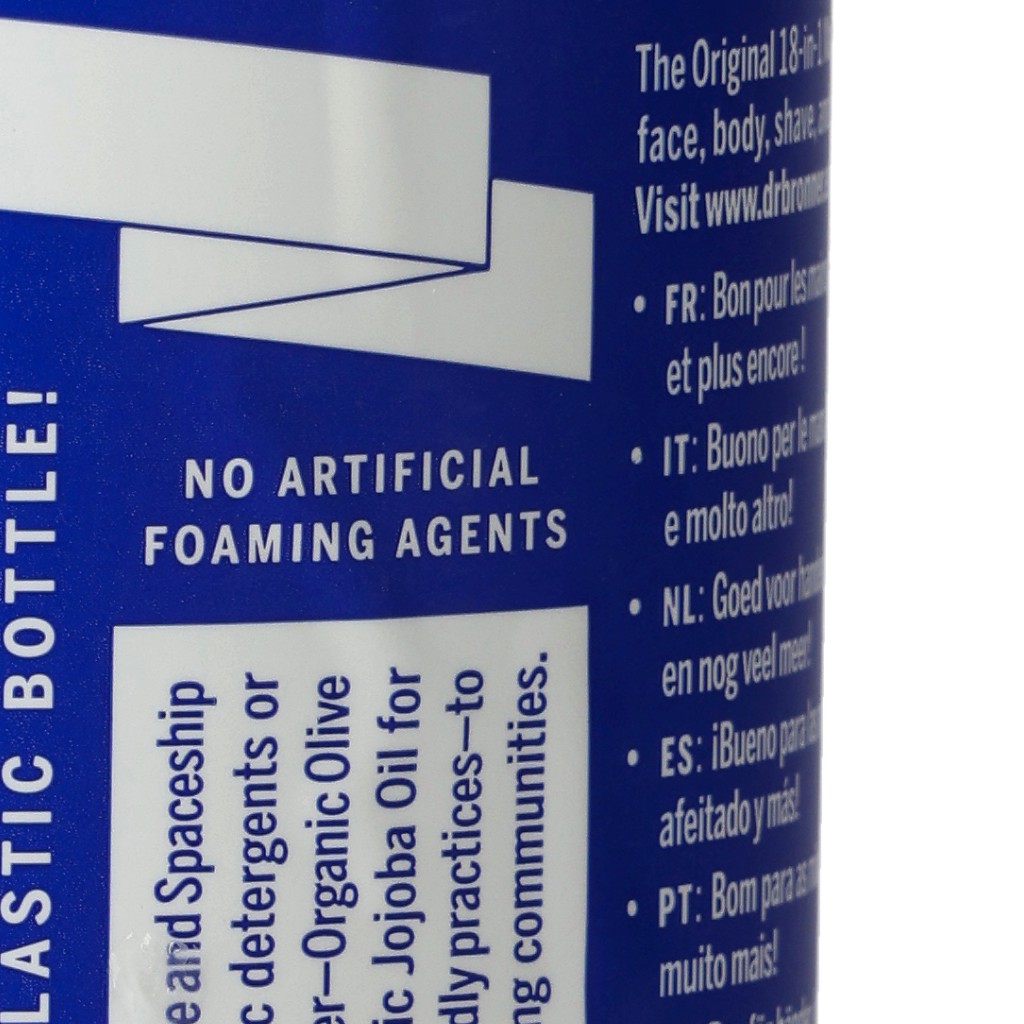 LASTIC BOTTLE!
NO ARTIFICIAL
FOAMING AGENTS
e and Spaceship
c detergents or
er–Organic Olive
ic Jojoba Oil for
dly practices—to
ng communities.
The Original 18-in-1
face, body, shave,
Visit www.drbronner
• FR: Bon pour les
et plus encore!
• IT: Buono per le
e molto altro!
• NL: Goed voor
en nog veel meer!
• ES: ¡Bueno para
afeitado y más!
• PT: Bom para as
muito mais!